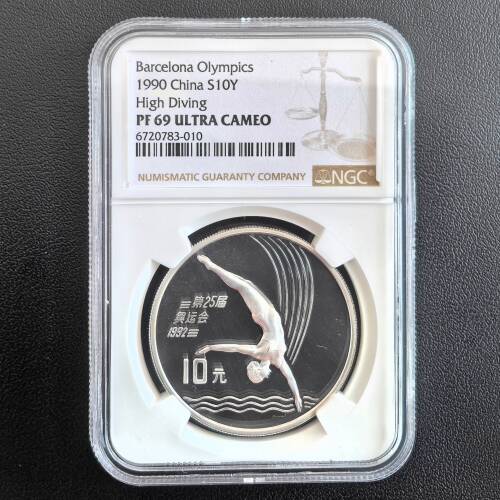 Barcelona Olympics
1990 China S10Y
High Diving
PF 69 ULTRA CAMEO
6720783-010
NUMISMATIC GUARANTY COMPANY
NGC
第25届
奥运会
1992
10元